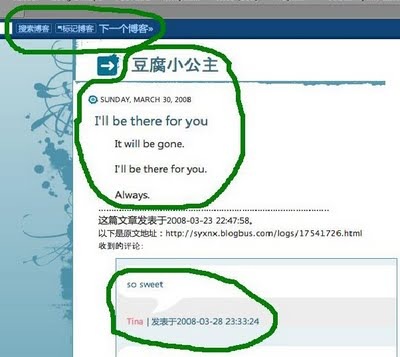 搜索博客 标记博客 下一个博客»
豆腐小公主
SUNDAY, MARCH 30, 2008
I'll be there for you
It will be gone.
I'll be there for you.
Always.
这篇文章发表于2008-03-23 22:47:58。
以下是原文地址：http://syxnx.blogbus.com/logs/17541726.html
收到的评论:
so sweet
Tina | 发表于2008-03-28 23:33:24